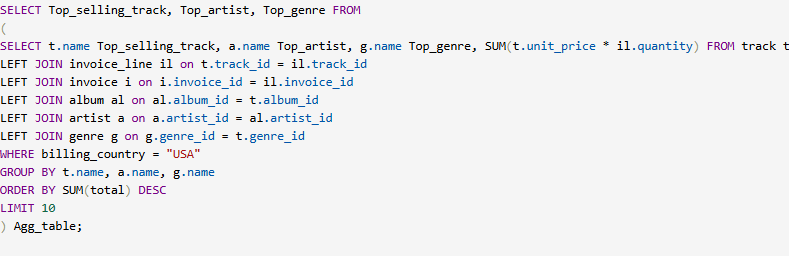 SELECT Top_selling_track, Top_artist, Top_genre FROM
(
SELECT t.name Top_selling_track, a.name Top_artist, g.name Top_genre, SUM(t.unit_price * il.quantity) FROM track t
LEFT JOIN invoice_line il on t.track_id = il.track_id
LEFT JOIN invoice i on i.invoice_id = il.invoice_id
LEFT JOIN album al on al.album_id = t.album_id
LEFT JOIN artist a on a.artist_id = al.artist_id
LEFT JOIN genre g on g.genre_id = t.genre_id
WHERE billing_country = "USA"
GROUP BY t.name, a.name, g.name
ORDER BY SUM(total) DESC
LIMIT 10
) Agg_table;